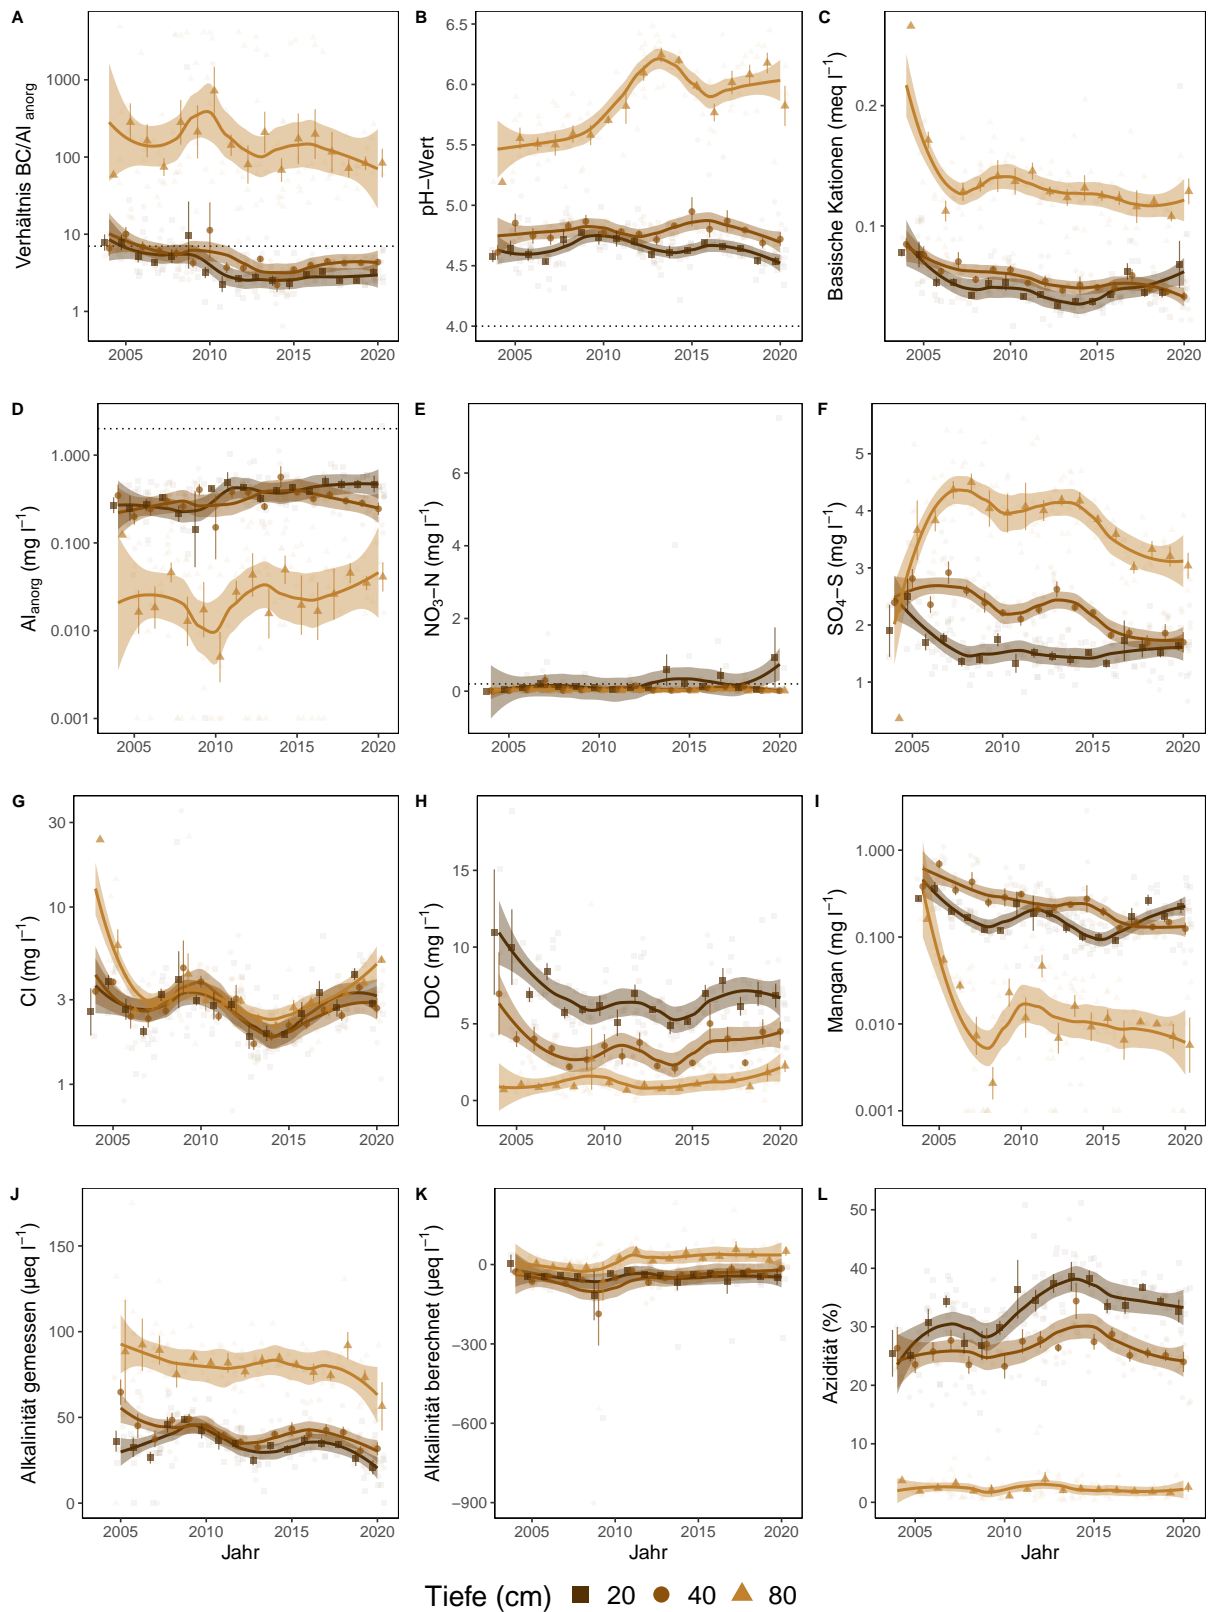 A
Verhältnis BC/Al anorg
1000
100
10
1
2005 2010 2015 2020
B
pH−Wert
6.5
6.0
5.5
5.0
4.5
4.0
2005 2010 2015 2020
C
Basische Kationen (meq l⁻¹)
0.2
0.1
2005 2010 2015 2020
D
Al anorg (mg l⁻¹)
1.000
0.100
0.010
0.001
2005 2010 2015 2020
E
NO₃−N (mg l⁻¹)
6
4
2
0
2005 2010 2015 2020
F
SO₄−S (mg l⁻¹)
5
4
3
2
1
2005 2010 2015 2020
G
Cl (mg l⁻¹)
30
10
3
1
2005 2010 2015 2020
H
DOC (mg l⁻¹)
15
10
5
0
2005 2010 2015 2020
I
Mangan (mg l⁻¹)
1.000
0.100
0.010
0.001
2005 2010 2015 2020
J
Alkalinität gemessen (µeq l⁻¹)
150
100
50
0
2005 2010 2015 2020
Jahr
K
Alkalinität berechnet (µeq l⁻¹)
0
−300
−600
−900
2005 2010 2015 2020
Jahr
L
Azidität (%)
50
40
30
20
10
0
2005 2010 2015 2020
Jahr
Tiefe (cm) 20 40 80